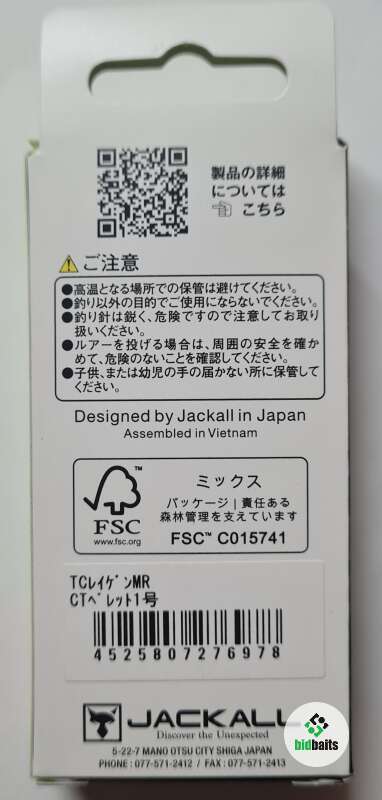 製品の詳細
については
こちら
ご注意
●高温となる場所での保管は避けてください。
●釣り以外の目的でご使用にならないでください。
●釣り針は鋭く、危険ですので注意してお取り
扱いください。
●ルアーを投げる場合は、周囲の安全を確か
めて、危険のないことを確認してください。
●子供、または幼児の手の届かない所に保管して
ください。
Designed by Jackall in Japan
Assembled in Vietnam
FSC™
www.fsc.org
ミックス
パッケージ | 責任ある
森林管理を支えています
FSC™ C015741
TCレイゲンMR
CTペレット1号
4525807276978
JACKALL
Discover the Unexpected
5-22-7 MANO OTSU CITY SHIGA JAPAN
PHONE : 077-571-2412 / FAX : 077-571-2413
bidbaits